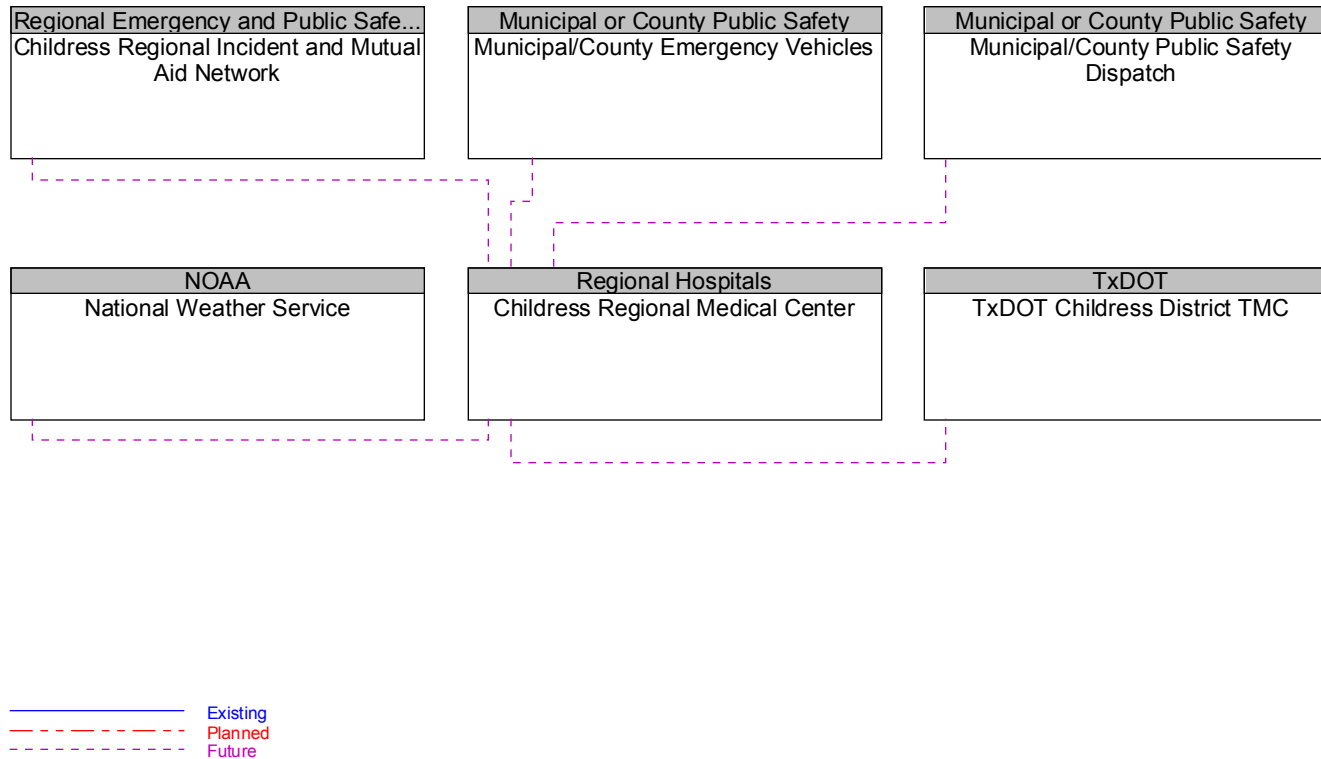 Regional Emergency and Public Safe...
Childress Regional Incident and Mutual
Aid Network
Municipal or County Public Safety
Municipal/County Emergency Vehicles
Municipal or County Public Safety
Municipal/County Public Safety
Dispatch
NOAA
National Weather Service
Regional Hospitals
Childress Regional Medical Center
TxDOT
TxDOT Childress District TMC
Existing
Planned
Future